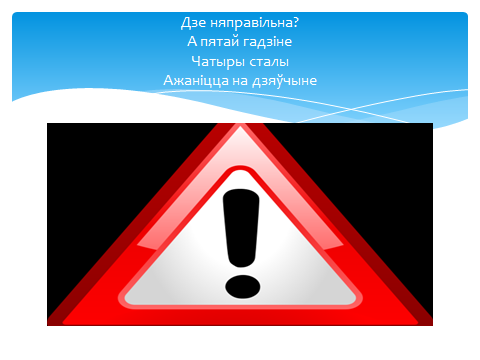 Дзе няправільна?
А пятай гадзіне
Чатыры сталы
Ажаніцца на дзяўчыне